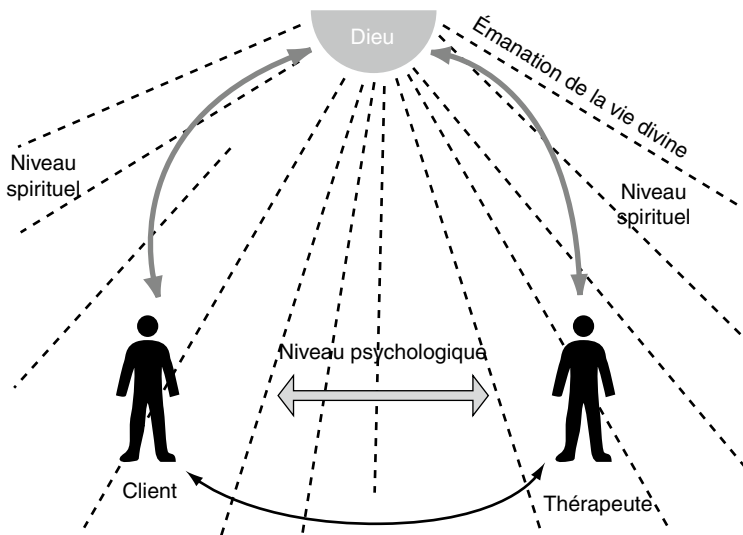 Dieu
Émanation de la vie divine
Niveau
spirituel
Niveau
spirituel
Niveau psychologique
Client
Thérapeute